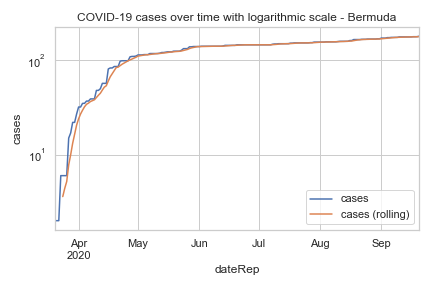 COVID-19 cases over time with logarithmic scale - Bermuda
10²
10¹
cases
cases
cases (rolling)
Apr May Jun Jul Aug Sep
2020
dateRep